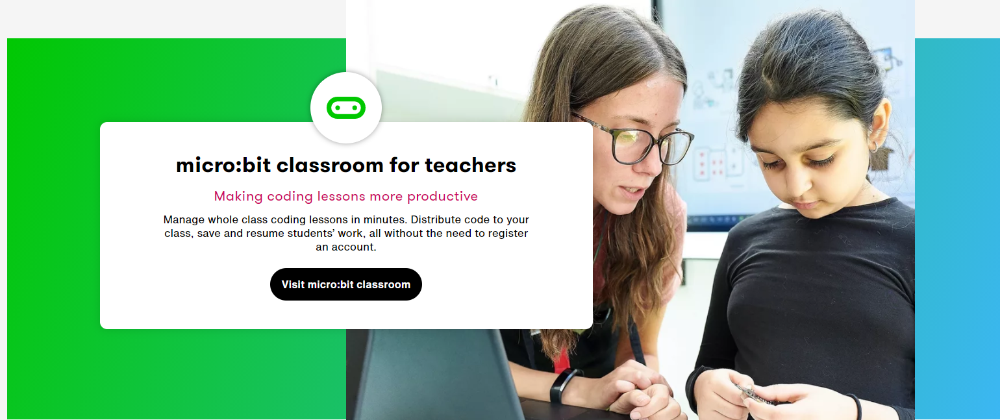 micro:bit classroom for teachers
Making coding lessons more productive
Manage whole class coding lessons in minutes. Distribute code to your
class, save and resume students’ work, all without the need to register
an account.
Visit micro:bit classroom